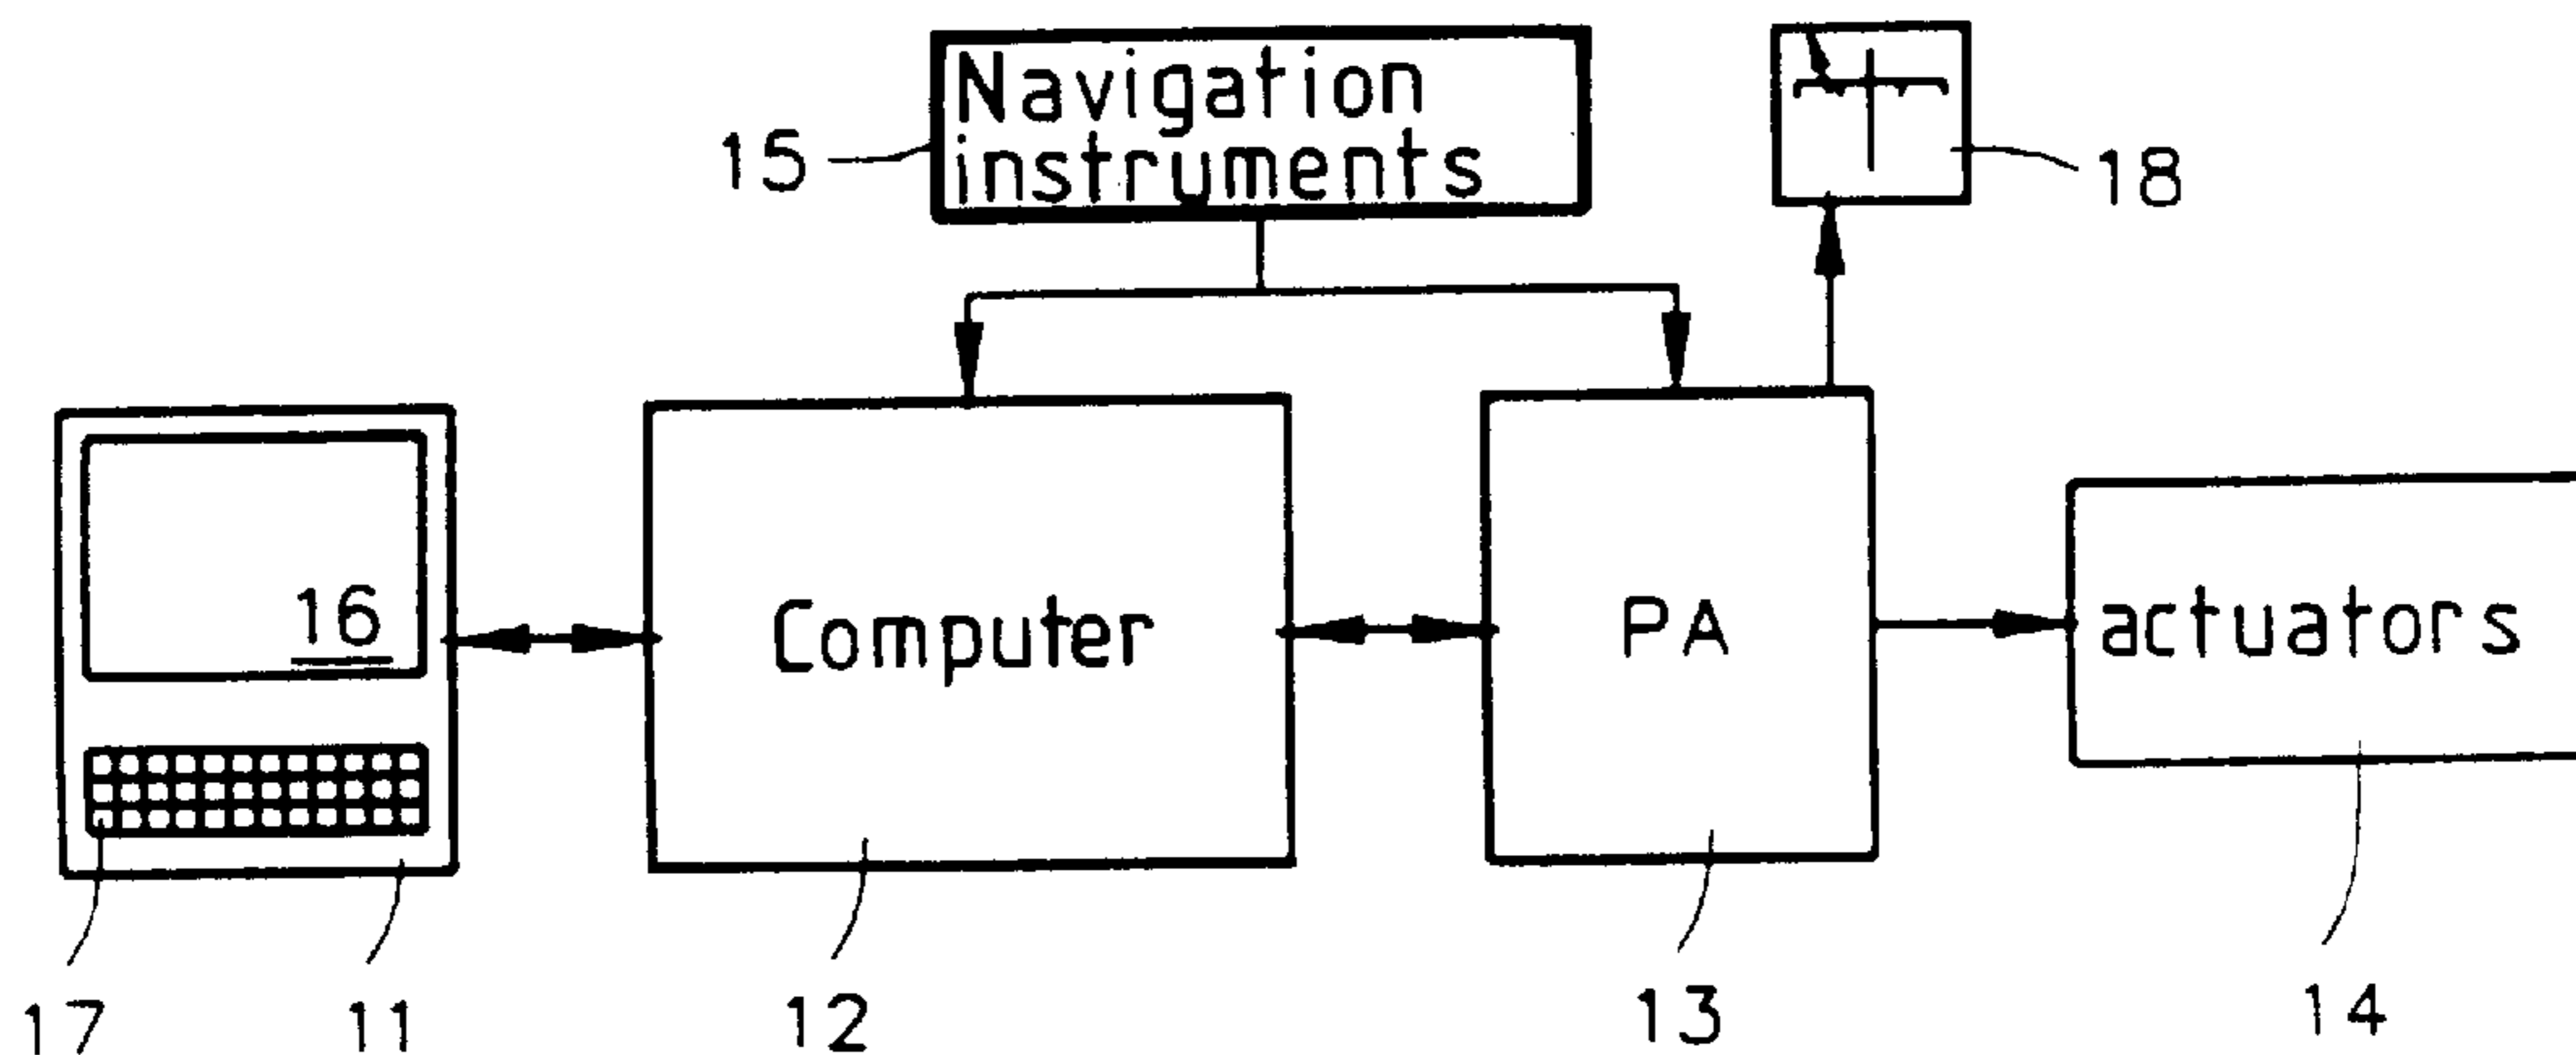 Navigation
instruments
15
18
16
Computer
PA
actuators
17
11
12
13
14